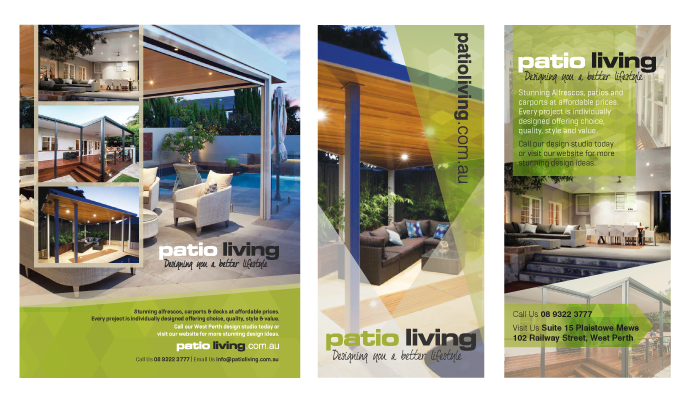 patio living
Designing you a better lifestyle
Stunning alfrescos, carports & decks at affordable prices.
Every project is individually designed offering choice, quality, style & value.
Call our West Perth design studio today or
visit our website for more stunning design ideas.
patio living.com.au
Call Us 08 9322 3777 | Email Us info@patioliving.com.au
patioliving.com.au
patio living
Designing you a better lifestyle
patio living
Designing you a better lifestyle
Stunning Alfrescos, patios and
carports at affordable prices.
Every project is individually
designed offering choice,
quality, style and value.
Call our design studio today
or visit our website for more
stunning design ideas.
Call Us 08 9322 3777
Visit Us Suite 15 Plaistowe Mews
102 Railway Street, West Perth